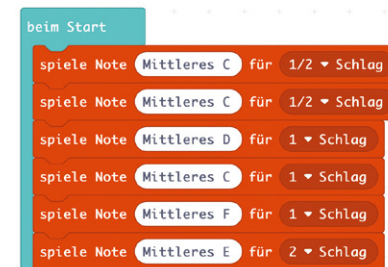 beim Start
spiele Note Mittleres C für 1/2 Schlag
spiele Note Mittleres C für 1/2 Schlag
spiele Note Mittleres D für 1 Schlag
spiele Note Mittleres C für 1 Schlag
spiele Note Mittleres F für 1 Schlag
spiele Note Mittleres E für 2 Schlag